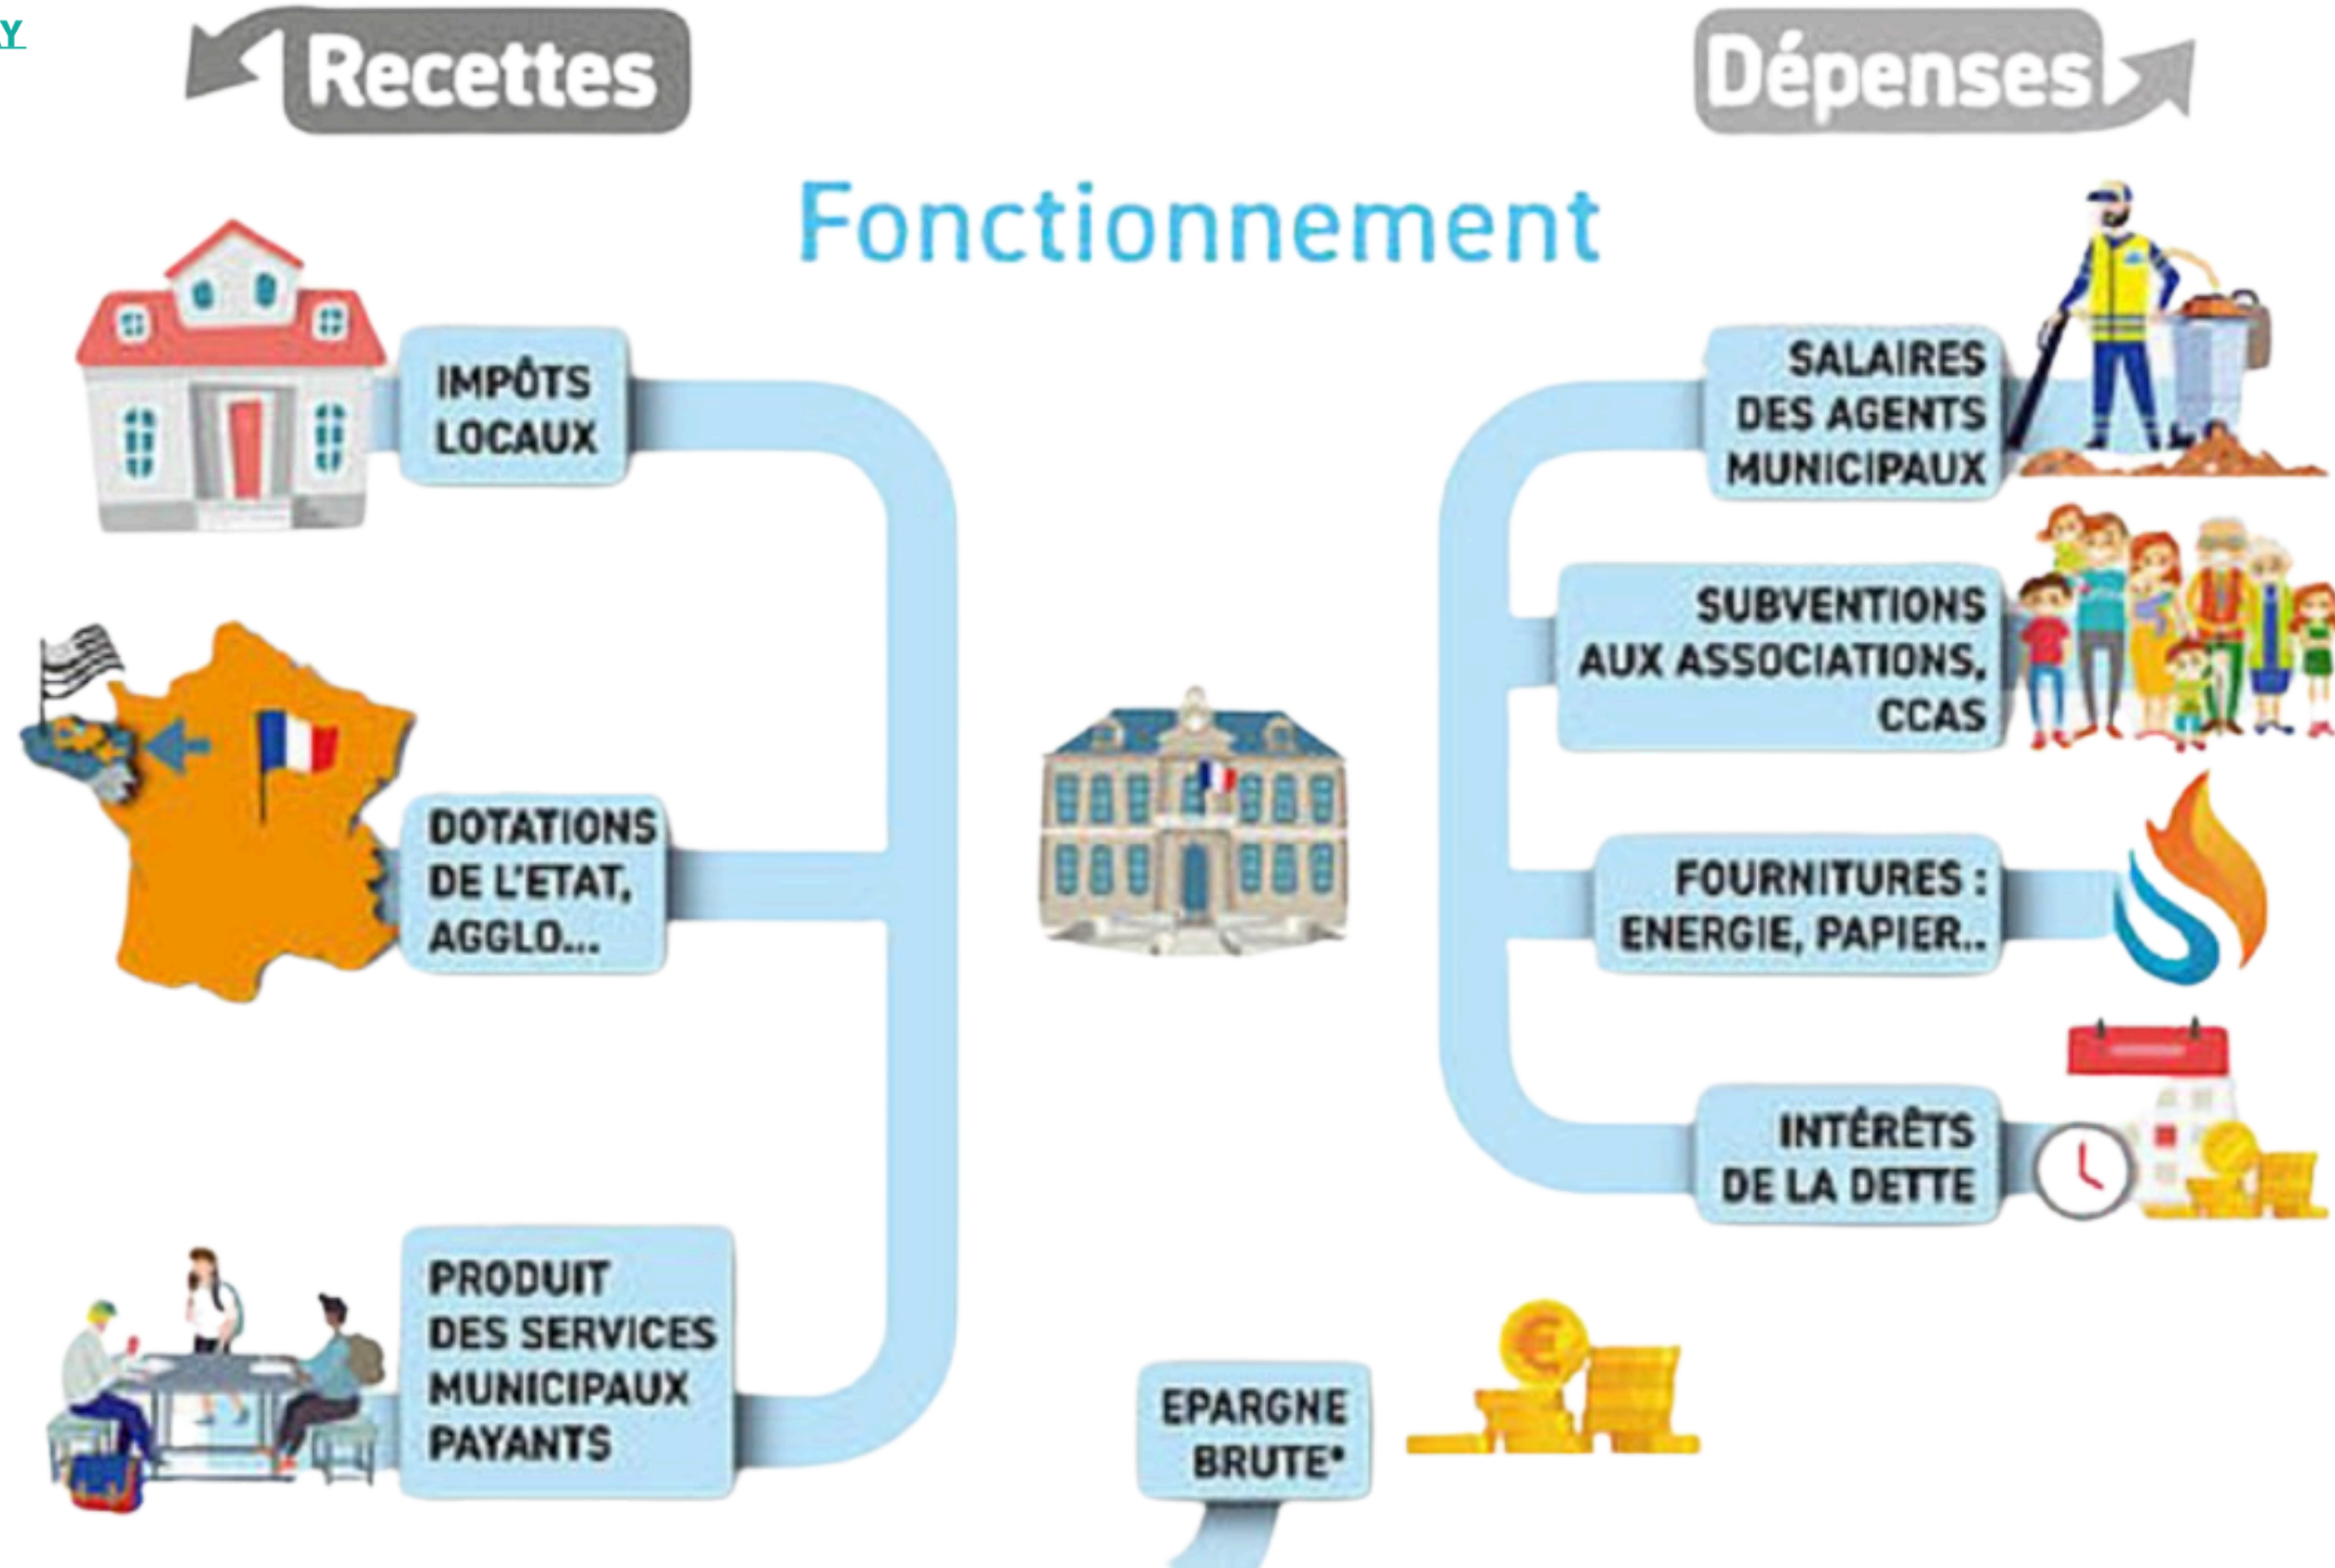 AY
Recettes
Dépenses
Fonctionnement
IMPÔTS
LOCAUX
DOTATIONS
DE L'ETAT,
AGGLO...
PRODUIT
DES SERVICES
MUNICIPAUX
PAYANTS
SALAIRES
DES AGENTS
MUNICIPAUX
SUBVENTIONS
AUX ASSOCIATIONS,
CCAS
FOURNITURES :
ENERGIE, PAPIER..
INTÉRÊTS
DE LA DETTE
EPARGNE
BRUTE*